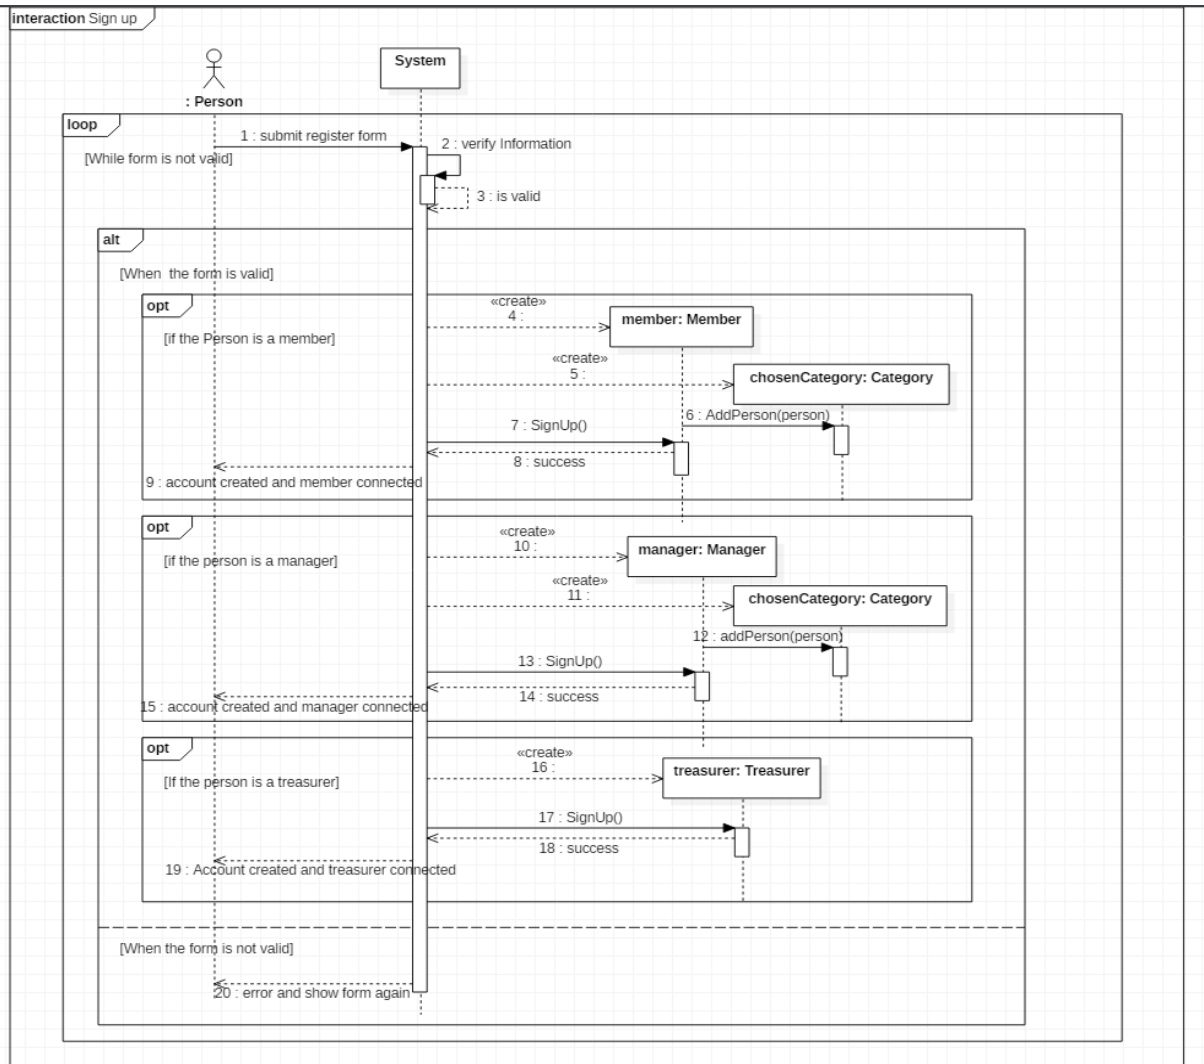 interaction Sign up
System
: Person
loop
1 : submit register form
2 : verify Information
[While form is not valid]
3 : is valid
alt
[When  the form is valid]
opt
«create»
4 :
member: Member
[if the Person is a member]
«create»
5 :
chosenCategory: Category
6 : AddPerson(person)
7 : SignUp()
8 : success
9 : account created and member connected
opt
«create»
10 :
manager: Manager
[if the person is a manager]
«create»
11 :
chosenCategory: Category
12 : addPerson(person)
13 : SignUp()
14 : success
15 : account created and manager connected
opt
«create»
16 :
treasurer: Treasurer
[If the person is a treasurer]
17 : SignUp()
18 : success
19 : Account created and treasurer connected
[When the form is not valid]
20 : error and show form again